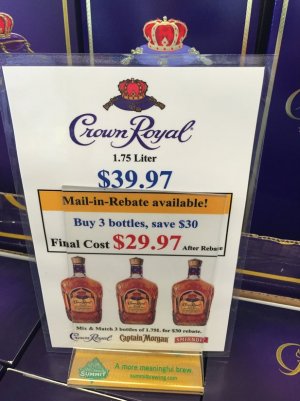 Crown Royal
1.75 Liter
$39.97
Mail-in-Rebate available!
Buy 3 bottles, save $30
Final Cost $29.97 After Rebate
Mix & Match 3 bottles of 1.75L for $30 rebate.
Crown Royal Captain Morgan SMIRNOFF
SUMMIT
A more meaningful brew.
summitbrewing.com